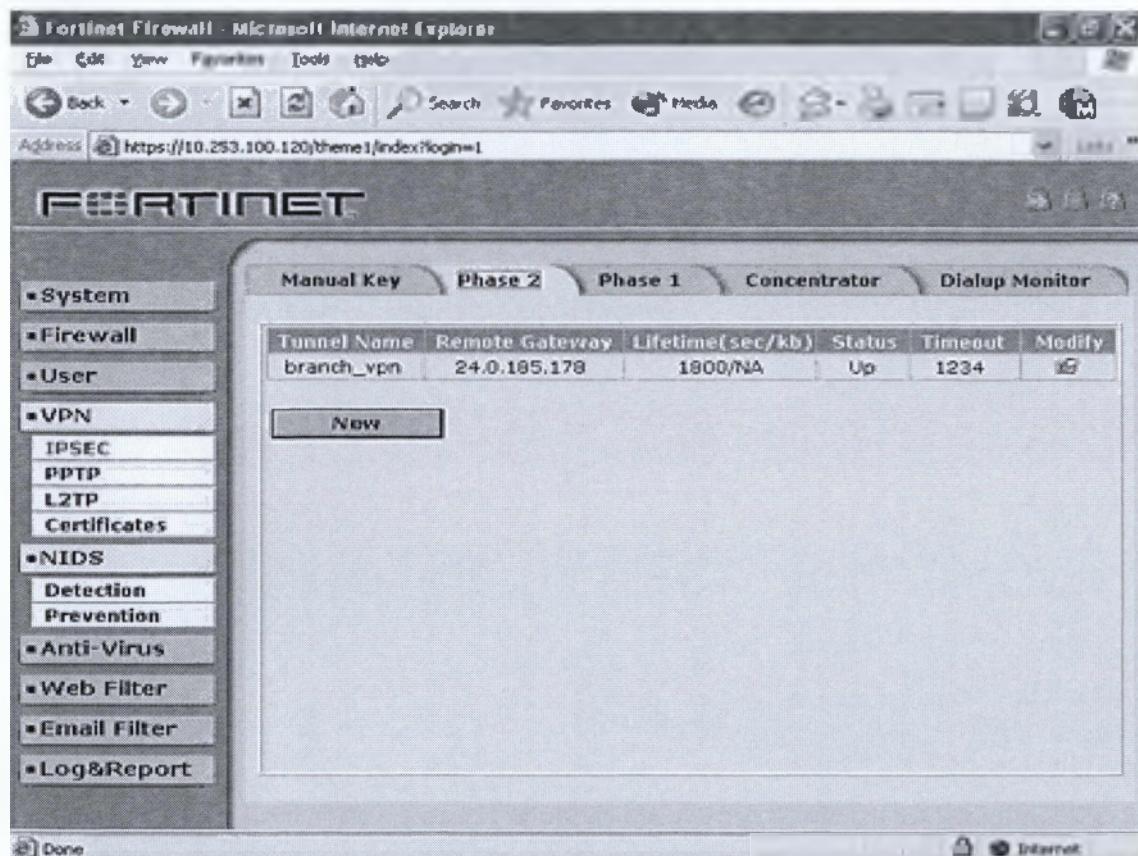 Fortinet Firewall - Microsoft Internet Explorer
File Edit View Favorites Tools Help
Back Search Favorites Media
Address https://10.253.100.120/theme1/index?login=1 Links
FORTINET
Manual Key Phase 2 Phase 1 Concentrator Dialup Monitor
System
Firewall
User
VPN
IPSEC
PPTP
L2TP
Certificates
NIDS
Detection
Prevention
Anti-Virus
Web Filter
Email Filter
Log&Report
Tunnel Name Remote Gateway Lifetime(sec/kb) Status Timeout Modify
branch_vpn 24.0.185.178 1800/NA Up 1234
New
Done Internet